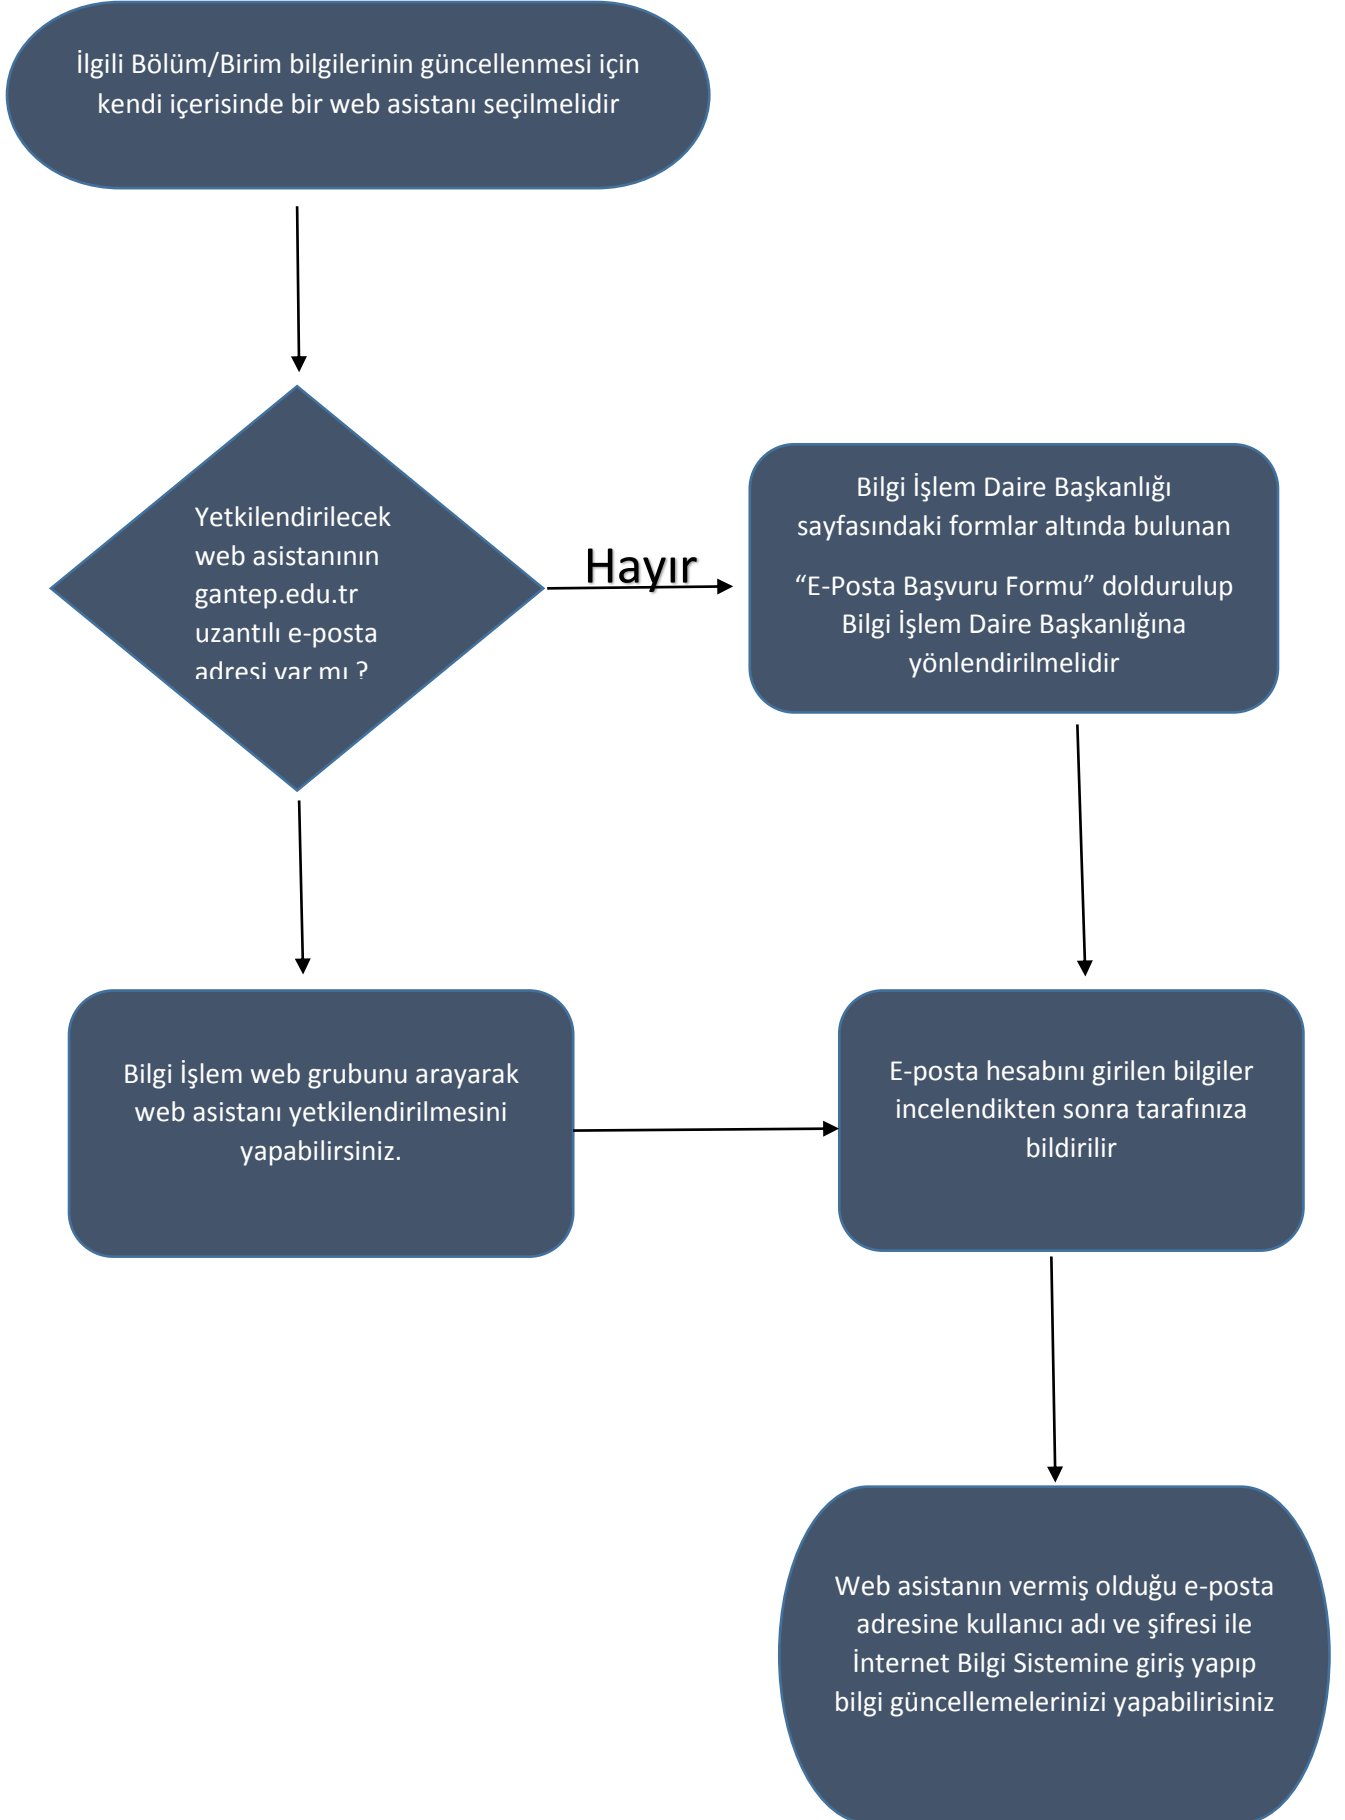 İlgili Bölüm/Birim bilgilerinin güncellenmesi için
kendi içerisinde bir web asistanı seçilmelidir
Yetkilendirilecek
web asistanının
gantep.edu.tr
uzantılı e-posta
adresi var mı ?
Hayır
Bilgi İşlem Daire Başkanlığı
sayfasındaki formlar altında bulunan
“E-Posta Başvuru Formu” doldurulup
Bilgi İşlem Daire Başkanlığına
yönlendirilmelidir
Bilgi İşlem web grubunu arayarak
web asistanı yetkilendirilmesini
yapabilirsiniz.
E-posta hesabını girilen bilgiler
incelendikten sonra tarafınıza
bildirilir
Web asistanın vermiş olduğu e-posta
adresine kullanıcı adı ve şifresi ile
İnternet Bilgi Sistemine giriş yapıp
bilgi güncellemelerinizi yapabilirisiniz